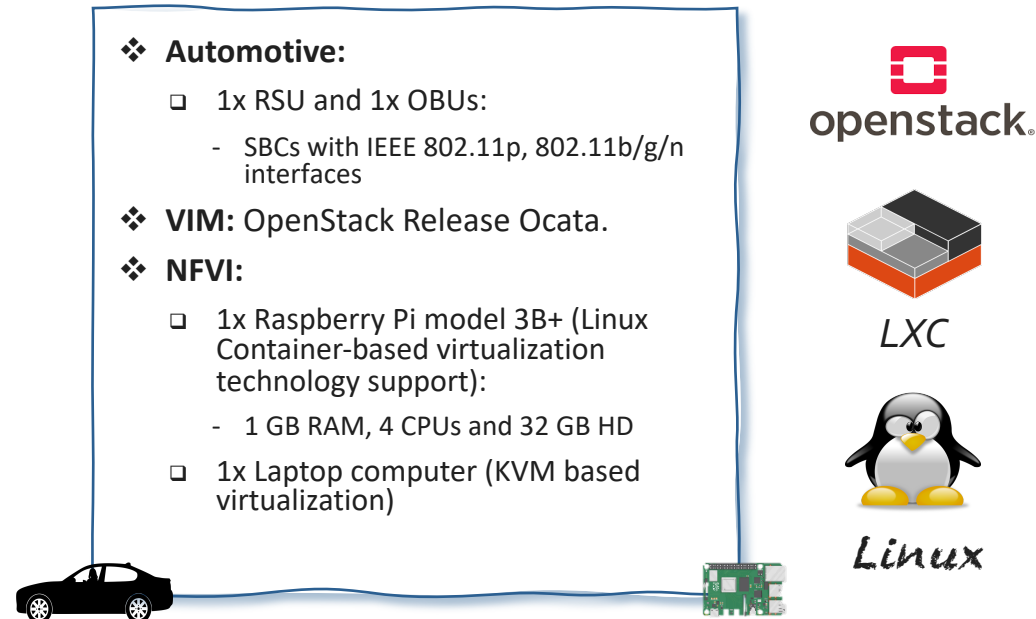 ❖ Automotive:
❑ 1x RSU and 1x OBUs:
- SBCs with IEEE 802.11p, 802.11b/g/n
interfaces
❖ VIM: OpenStack Release Ocata.
❖ NFVI:
❑ 1x Raspberry Pi model 3B+ (Linux
Container-based virtualization
technology support):
- 1 GB RAM, 4 CPUs and 32 GB HD
❑ 1x Laptop computer (KVM based
virtualization)
openstack®
LXC
Linux